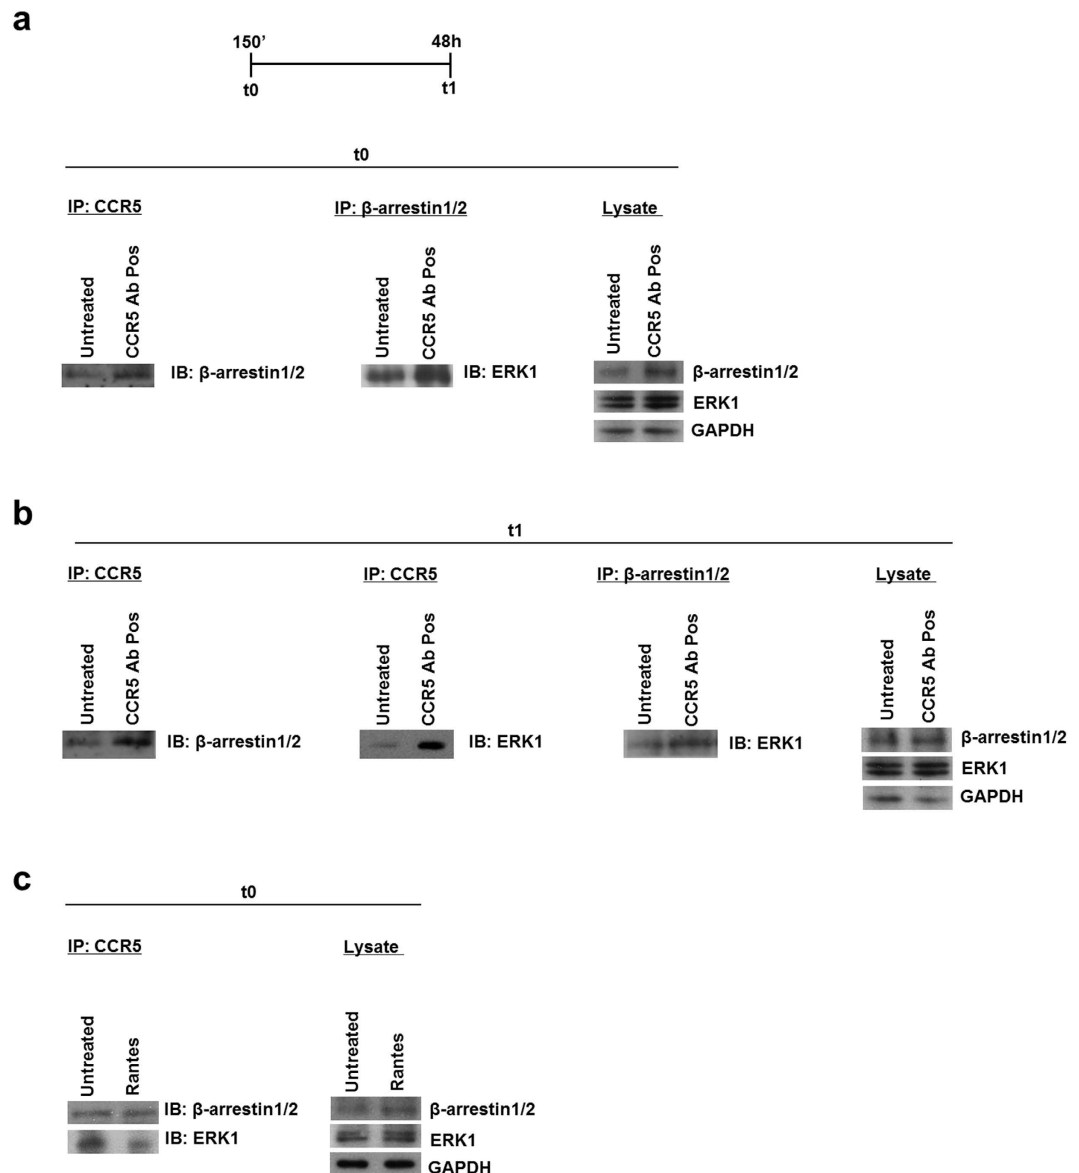 a
150’ 48h
t0 t1
t0
IP: CCR5 IP: β-arrestin1/2 Lysate
Untreated CCR5 Ab Pos Untreated CCR5 Ab Pos Untreated CCR5 Ab Pos
IB: β-arrestin1/2 IB: ERK1 β-arrestin1/2
ERK1
GAPDH
b
t1
IP: CCR5 IP: CCR5 IP: β-arrestin1/2 Lysate
Untreated CCR5 Ab Pos Untreated CCR5 Ab Pos Untreated CCR5 Ab Pos Untreated CCR5 Ab Pos
IB: β-arrestin1/2 IB: ERK1 IB: ERK1 β-arrestin1/2
ERK1
GAPDH
c
t0
IP: CCR5 Lysate
Untreated Rantes Untreated Rantes
IB: β-arrestin1/2 β-arrestin1/2
IB: ERK1 ERK1
GAPDH